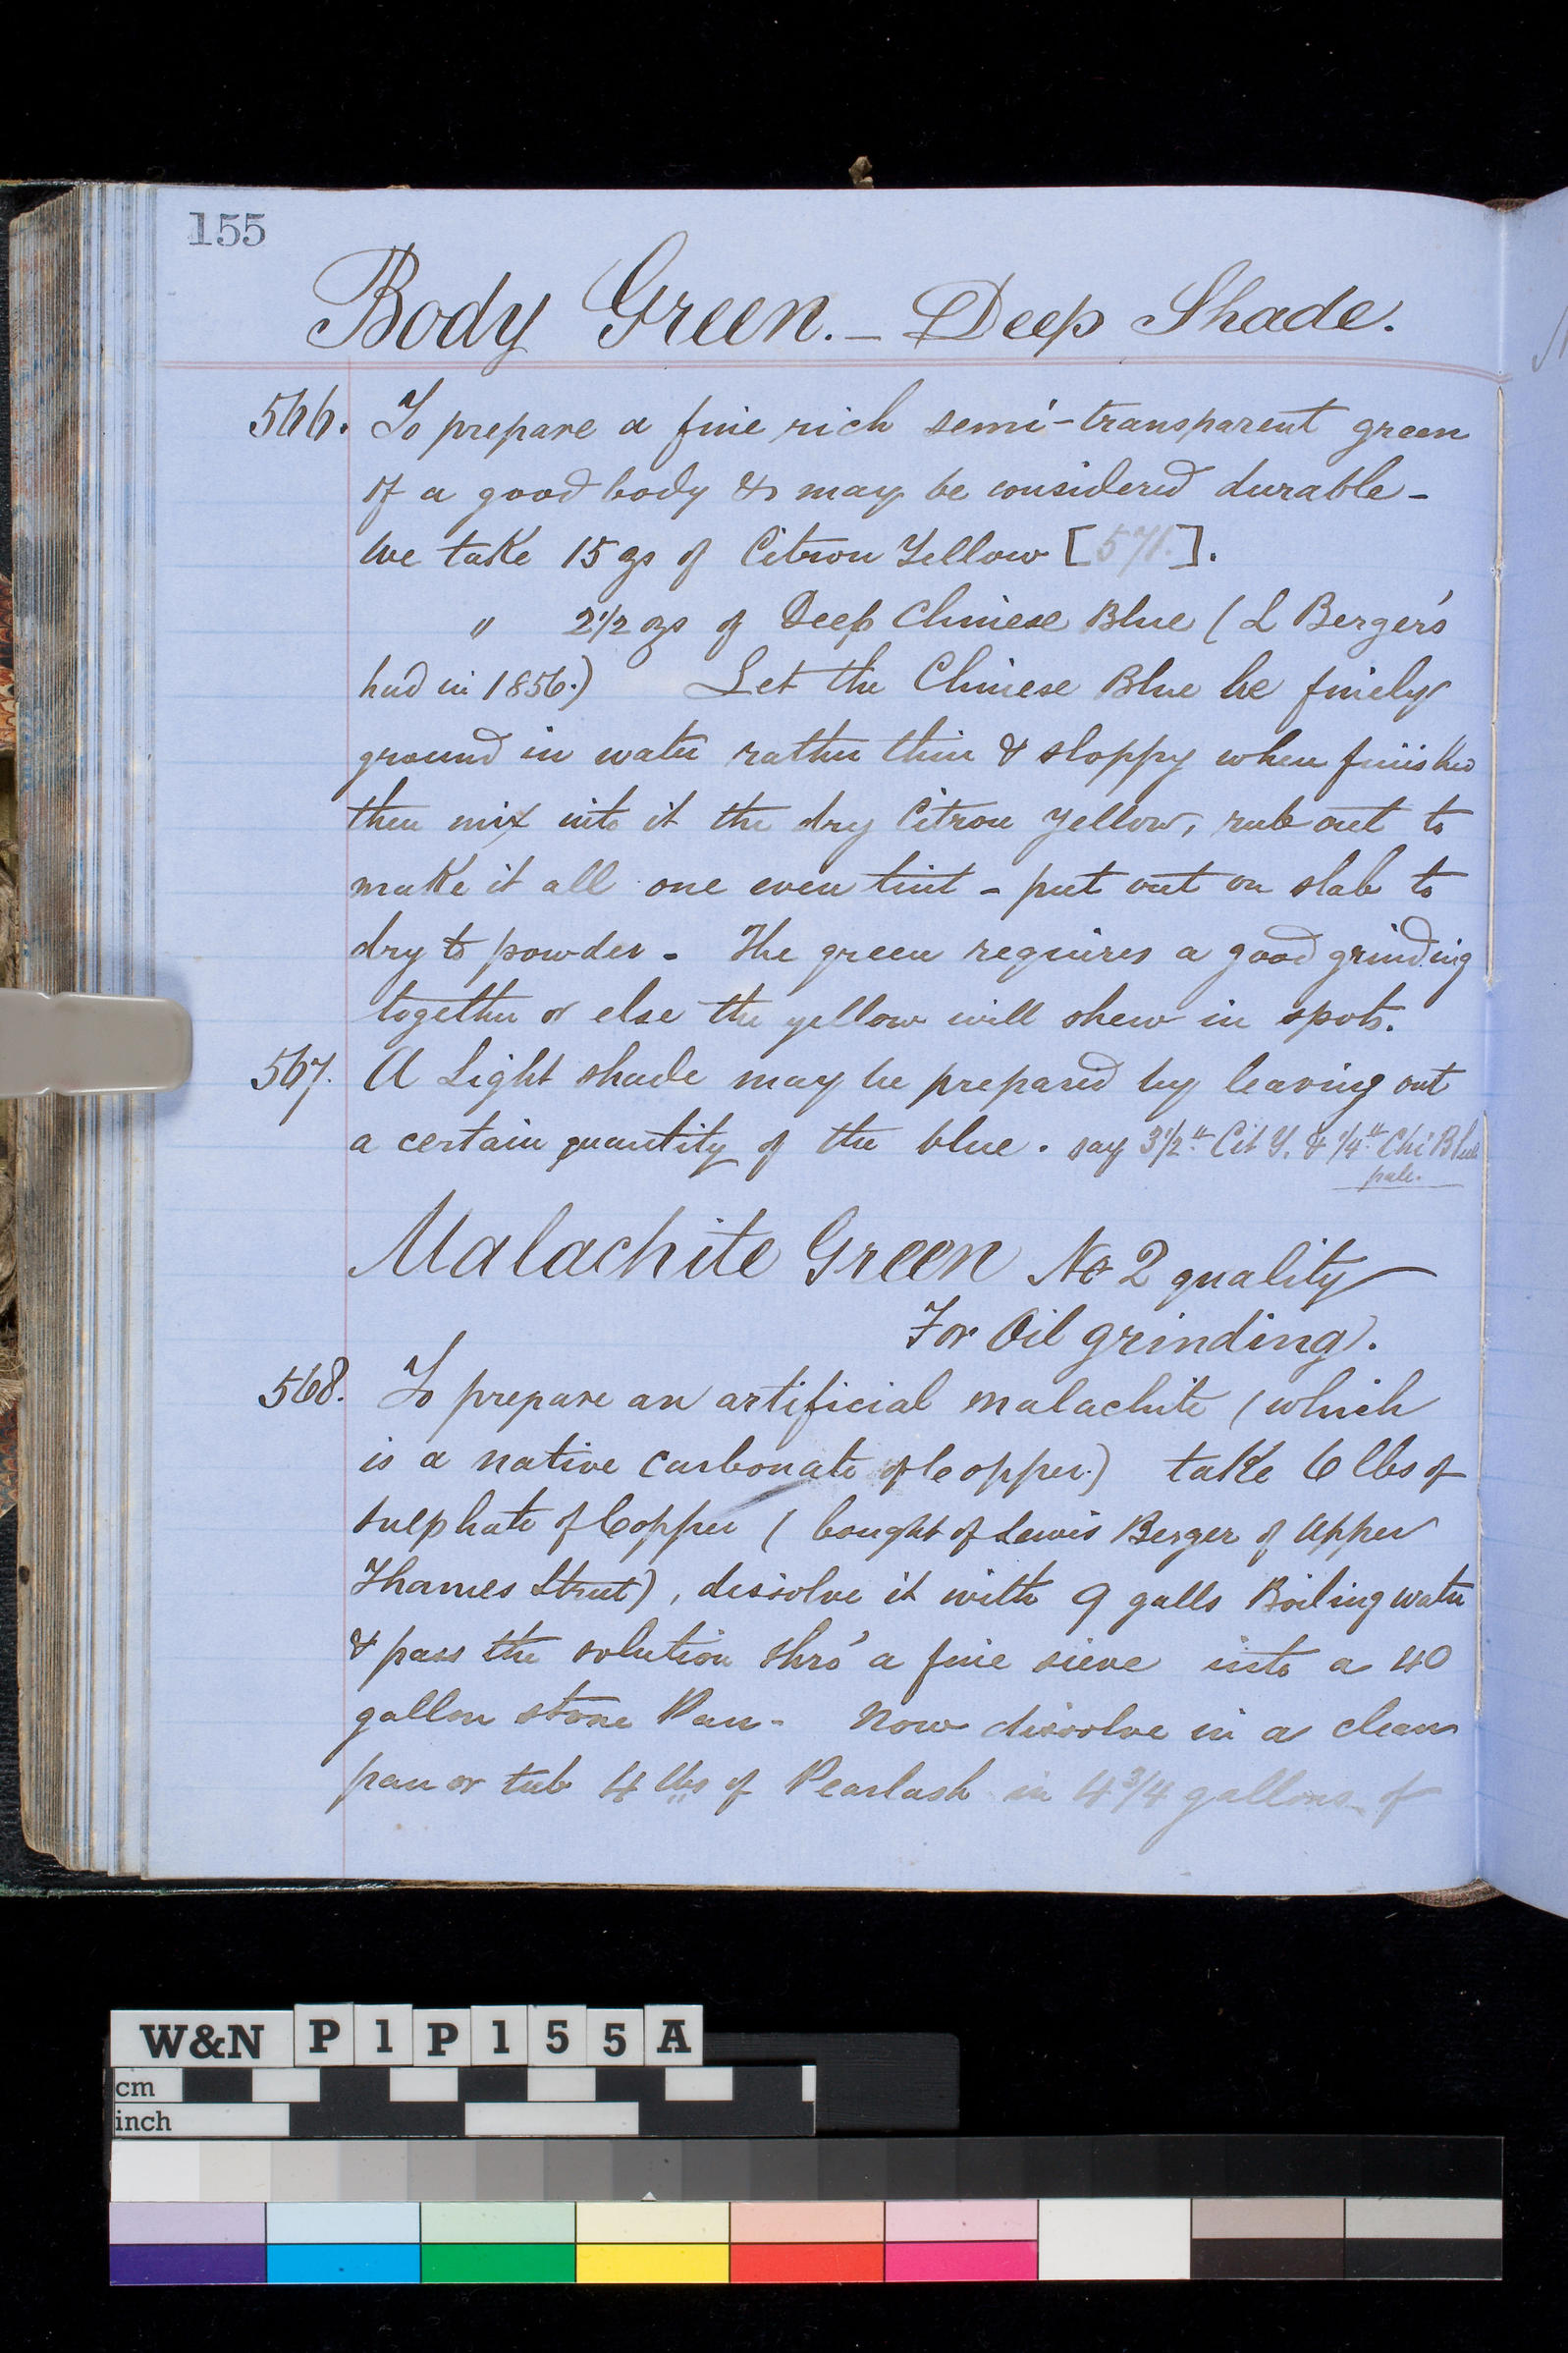 155
Body Green. - Deep Shade.
566. To prepare a fine rich semi-transparent green
of a good body & may be considered durable -
We take 15 ozs of Citron Yellow [571.].
" 2 1/2 ozs of Deep Chinese Blue (L Berger's
had in 1856.) Let the Chinese Blue be finely
ground in water rather thin & sloppy when finished
then mix into it the dry Citron Yellow, rub out to
make it all one even tint - put out on slab to
dry to powder - The green requires a good grinding
together or else the yellow will shew in spots.
567. A Light shade may be prepared by leaving out
a certain quantity of the blue. say 3 1/2 " Cit Y. & 1/4 " Chi Blue
pale.
Malachite Green No 2 quality
For Oil grinding.
568. To prepare an artificial malachite (which
is a native carbonate of Copper.) take 6 lbs of
sulphate of Copper (bought of Lewis Berger of Upper
Thames Street), dissolve it with 9 galls Boiling water
& pass the solution thro' a fine sieve into a 40
gallon stone Pan - Now dissolve in a clean
pan or tub 4 lbs of Pearlash in 4 3/4 gallons of
W&N P1P155A
cm
inch